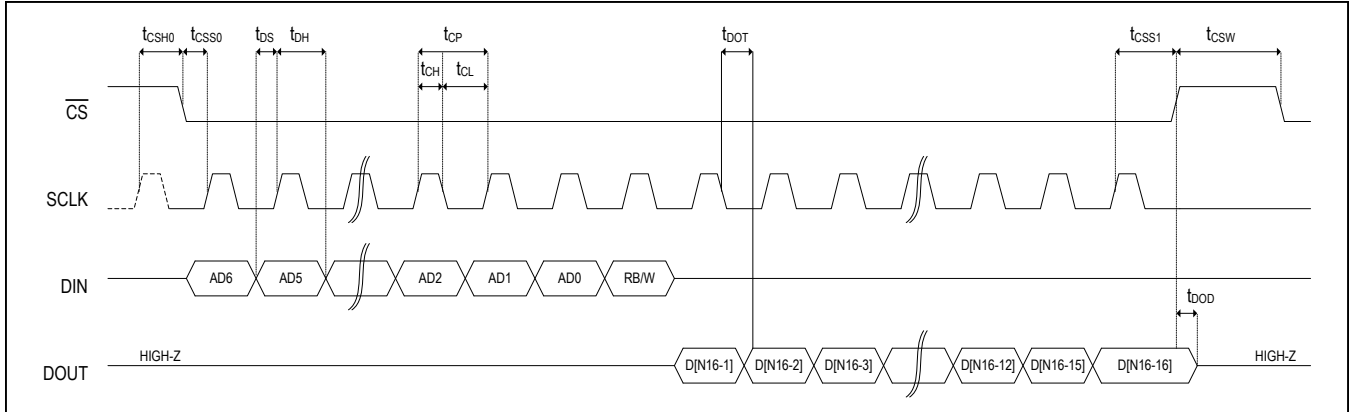 tCSH0 tCSS0 tDS tDH tCP tDOT tCSS1 tCSW
tCH tCL
CS
SCLK
DIN AD6 AD5 AD2 AD1 AD0 RB/W
tDOD
DOUT HIGH-Z D[N16-1] D[N16-2] D[N16-3] D[N16-12] D[N16-15] D[N16-16] HIGH-Z